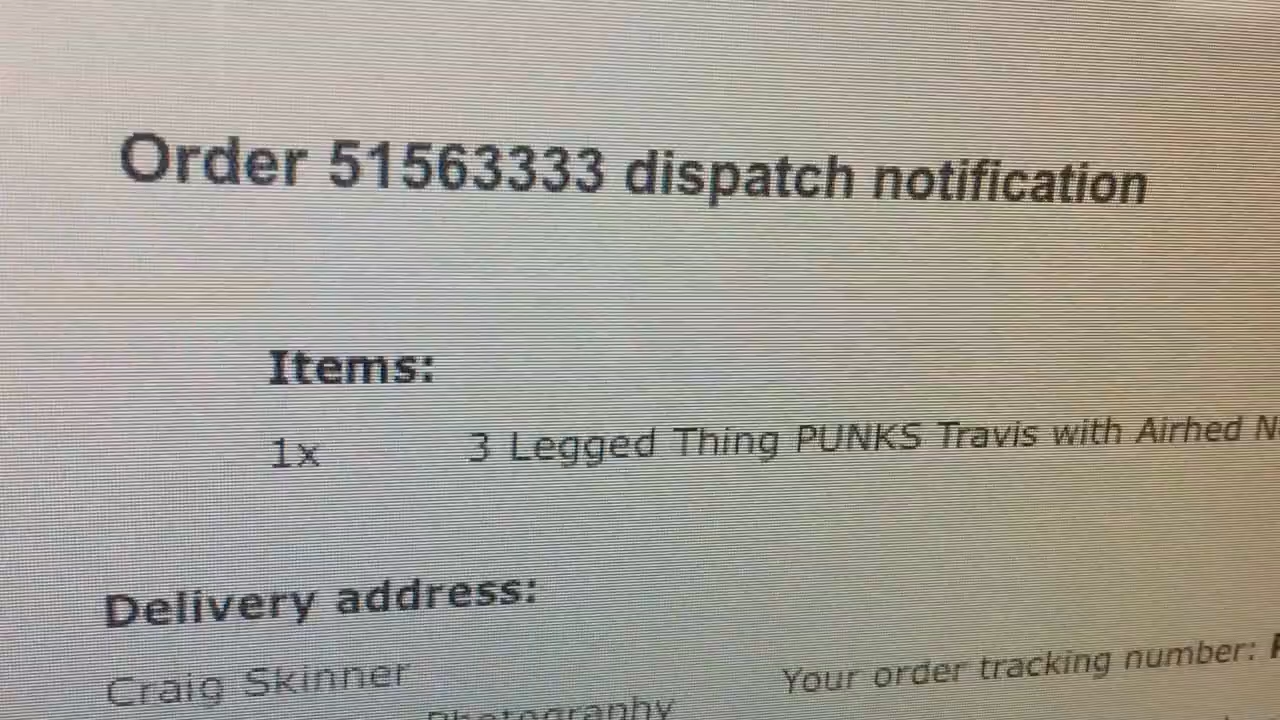 Order 51563333 dispatch notification
Items:
1x 3 Legged Thing PUNKS Travis with Airhed
Delivery address:
Craig Skinner
Your order tracking number:
Photography